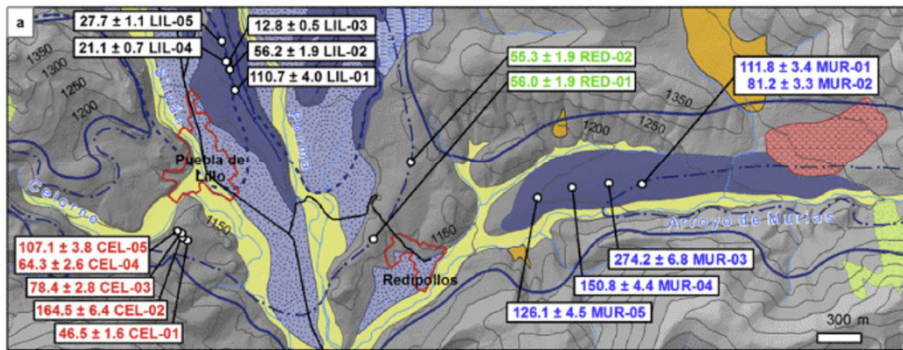 a
27.7 ± 1.1 LIL-05
21.1 ± 0.7 LIL-04
12.8 ± 0.5 LIL-03
56.2 ± 1.9 LIL-02
110.7 ± 4.0 LIL-01
55.3 ± 1.9 RED-02
56.0 ± 1.9 RED-01
111.8 ± 3.4 MUR-01
81.2 ± 3.3 MUR-02
1350
1300
1250
1200
1350
1250
1200
Puebla de
Lillo
Celorno
1150
1150
Redipollos
Arroyo de Murias
107.1 ± 3.8 CEL-05
64.3 ± 2.6 CEL-04
78.4 ± 2.8 CEL-03
164.5 ± 6.4 CEL-02
46.5 ± 1.6 CEL-01
274.2 ± 6.8 MUR-03
150.8 ± 4.4 MUR-04
126.1 ± 4.5 MUR-05
300 m